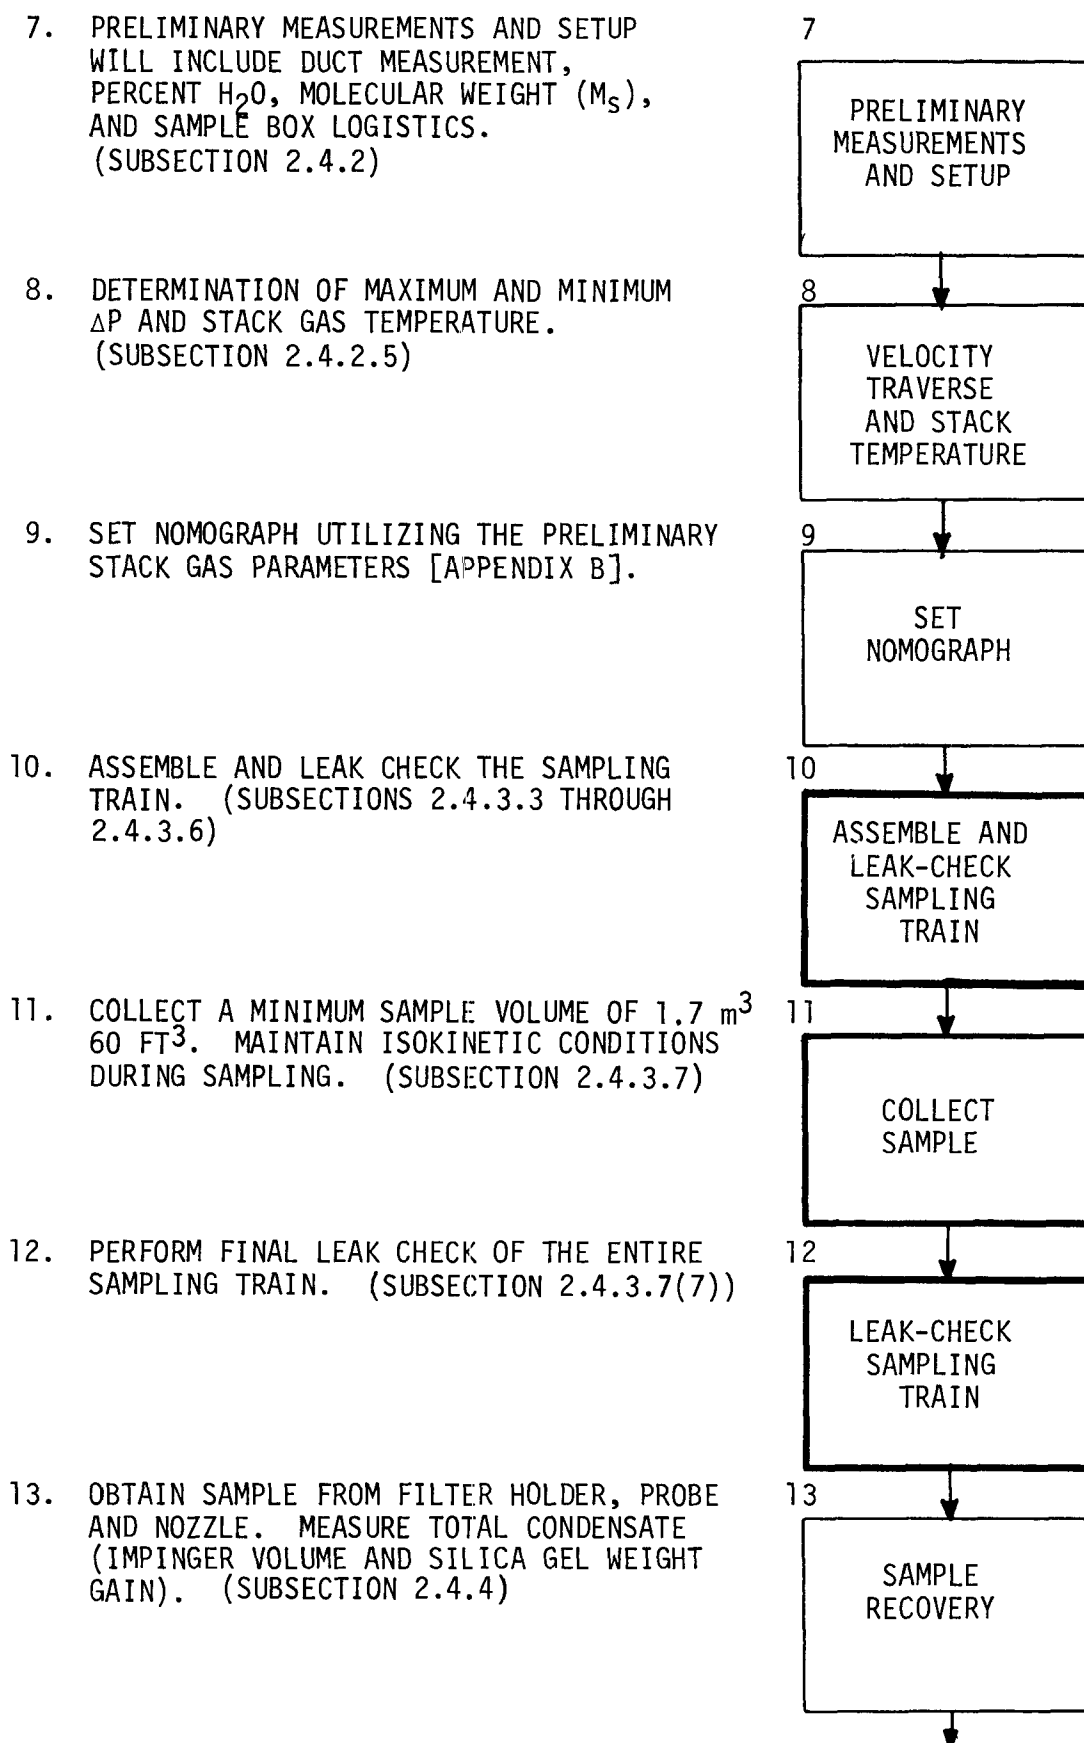 7. PRELIMINARY MEASUREMENTS AND SETUP
WILL INCLUDE DUCT MEASUREMENT,
PERCENT H₂O, MOLECULAR WEIGHT (Mₛ),
AND SAMPLE BOX LOGISTICS.
(SUBSECTION 2.4.2)
7
PRELIMINARY
MEASUREMENTS
AND SETUP
8. DETERMINATION OF MAXIMUM AND MINIMUM
ΔP AND STACK GAS TEMPERATURE.
(SUBSECTION 2.4.2.5)
8
VELOCITY
TRAVERSE
AND STACK
TEMPERATURE
9. SET NOMOGRAPH UTILIZING THE PRELIMINARY
STACK GAS PARAMETERS [APPENDIX B].
9
SET
NOMOGRAPH
10. ASSEMBLE AND LEAK CHECK THE SAMPLING
TRAIN. (SUBSECTIONS 2.4.3.3 THROUGH
2.4.3.6)
10
ASSEMBLE AND
LEAK-CHECK
SAMPLING
TRAIN
11. COLLECT A MINIMUM SAMPLE VOLUME OF 1.7 m³
60 FT³. MAINTAIN ISOKINETIC CONDITIONS
DURING SAMPLING. (SUBSECTION 2.4.3.7)
11
COLLECT
SAMPLE
12. PERFORM FINAL LEAK CHECK OF THE ENTIRE
SAMPLING TRAIN. (SUBSECTION 2.4.3.7(7))
12
LEAK-CHECK
SAMPLING
TRAIN
13. OBTAIN SAMPLE FROM FILTER HOLDER, PROBE
AND NOZZLE. MEASURE TOTAL CONDENSATE
(IMPINGER VOLUME AND SILICA GEL WEIGHT
GAIN). (SUBSECTION 2.4.4)
13
SAMPLE
RECOVERY